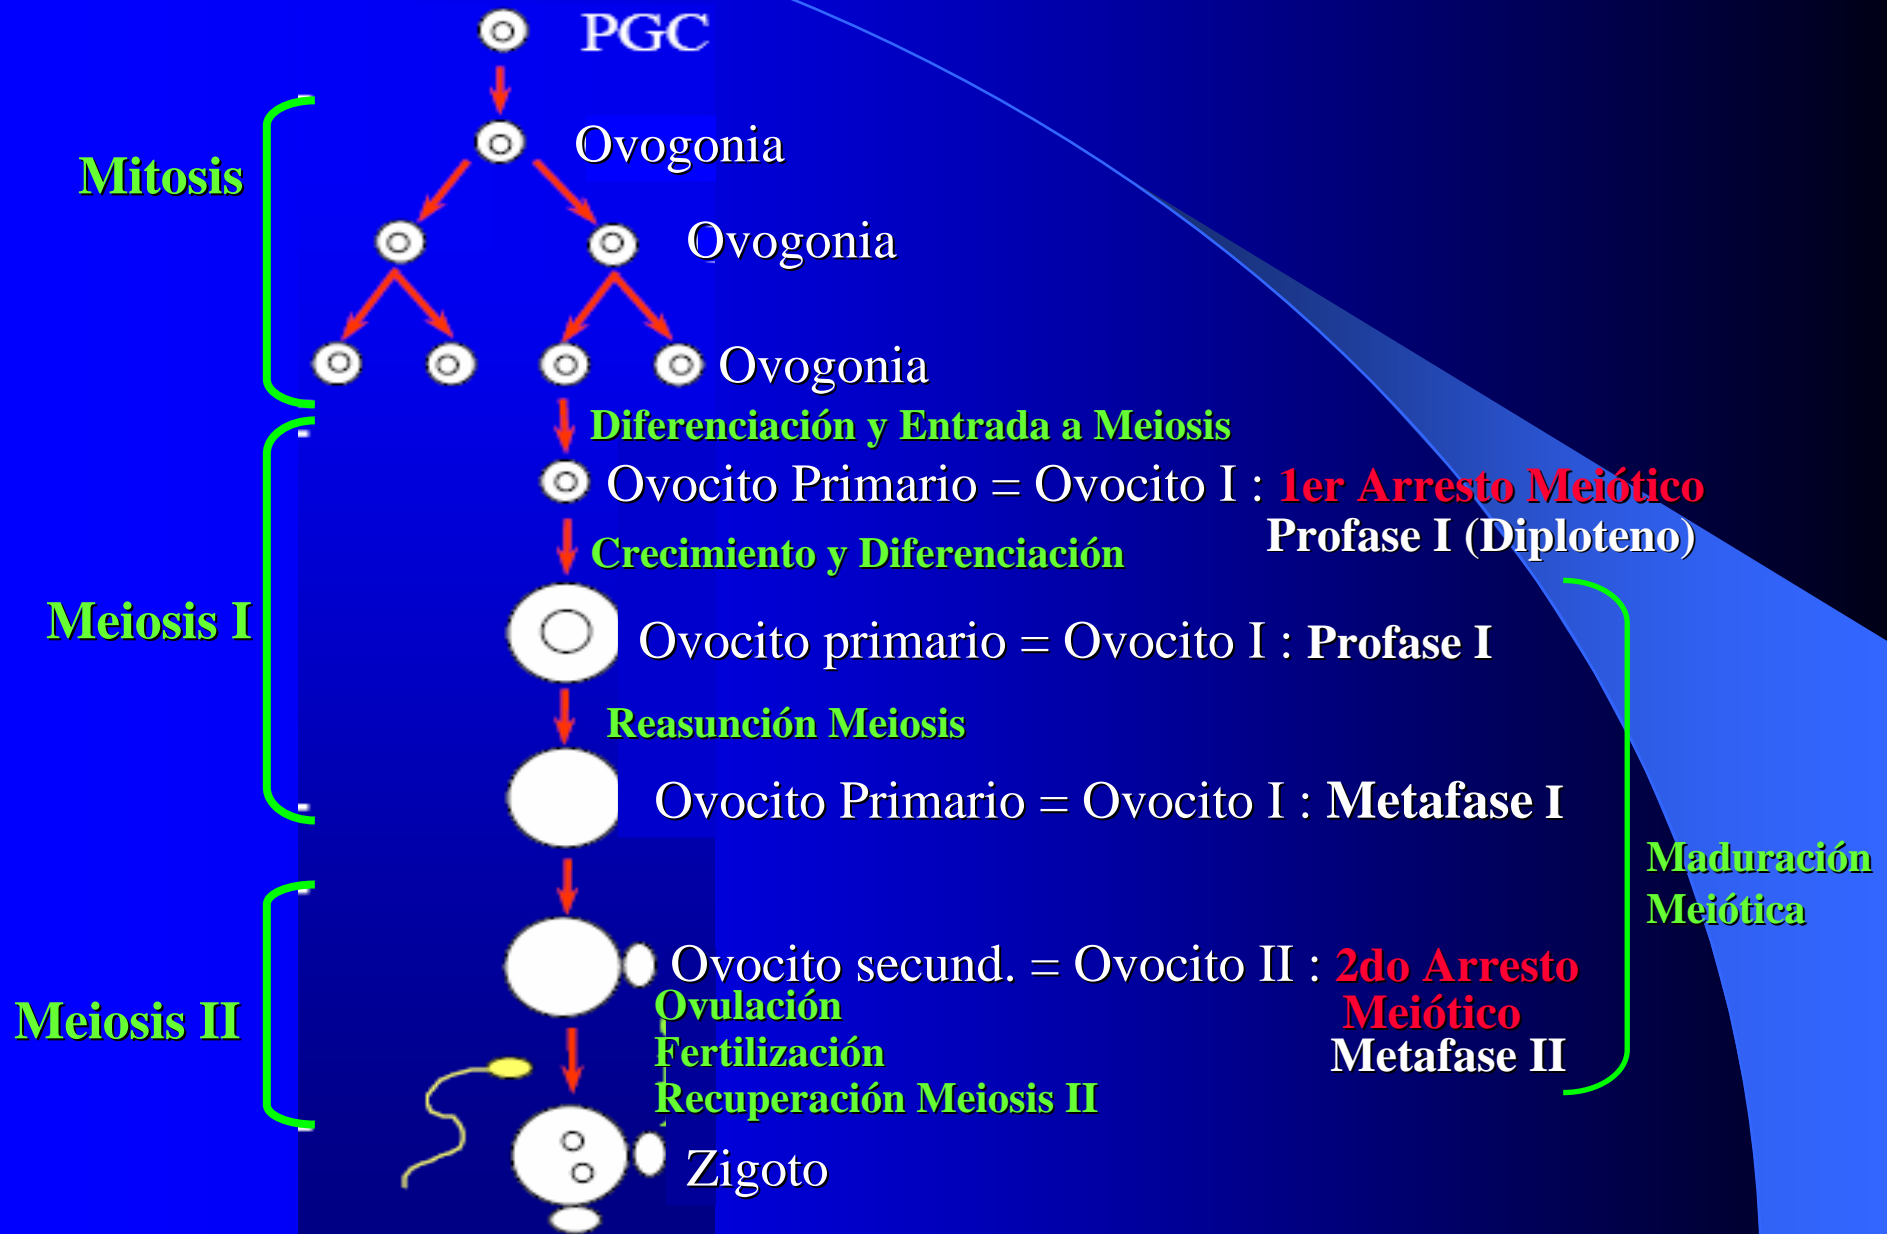 PGC
Ovogonia
Mitosis
Ovogonia
Ovogonia
Diferenciación y Entrada a Meiosis
Ovocito Primario = Ovocito I : 1er Arresto Meiótico
Profase I (Diploteno)
Crecimiento y Diferenciación
Meiosis I
Ovocito primario = Ovocito I : Profase I
Reasunción Meiosis
Ovocito Primario = Ovocito I : Metafase I
Maduración
Meiótica
Ovocito secund. = Ovocito II : 2do Arresto
Meiótico
Metafase II
Meiosis II
Ovulación
Fertilización
Recuperación Meiosis II
Zigoto